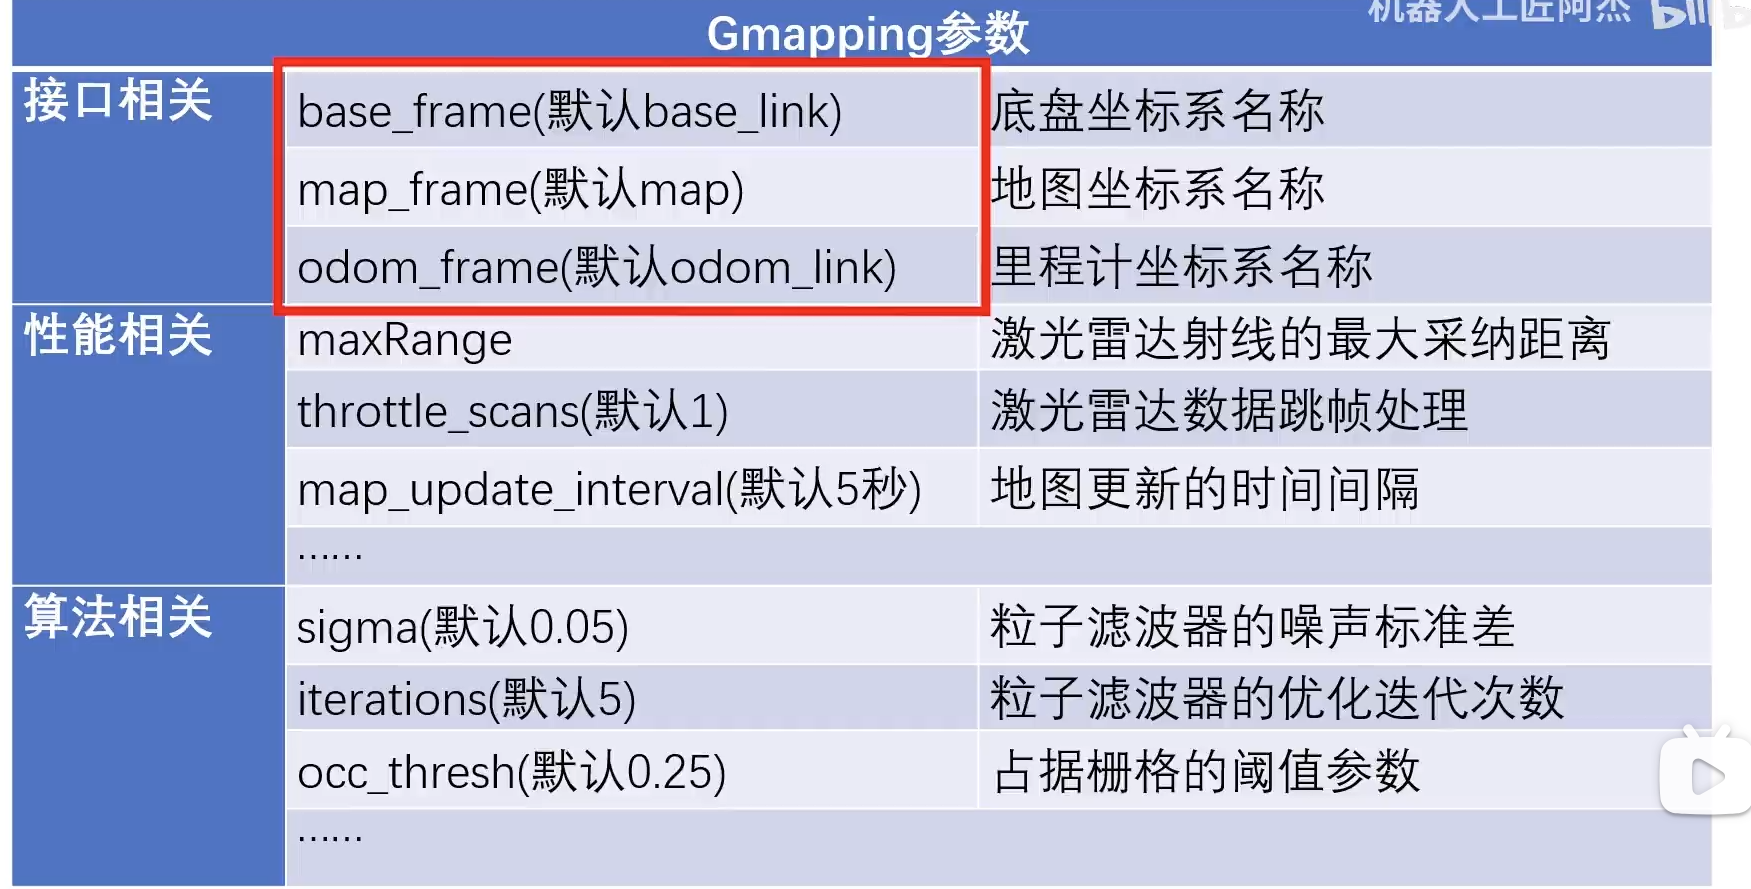 机器人工匠阿杰 bilibili
Gmapping参数
接口相关
base_frame(默认base_link)
底盘坐标系名称
map_frame(默认map)
地图坐标系名称
odom_frame(默认odom_link)
里程计坐标系名称
性能相关
maxRange
激光雷达射线的最大采纳距离
throttle_scans(默认1)
激光雷达数据跳帧处理
map_update_interval(默认5秒)
地图更新的时间间隔
……
算法相关
sigma(默认0.05)
粒子滤波器的噪声标准差
iterations(默认5)
粒子滤波器的优化迭代次数
occ_thresh(默认0.25)
占据栅格的阈值参数
……